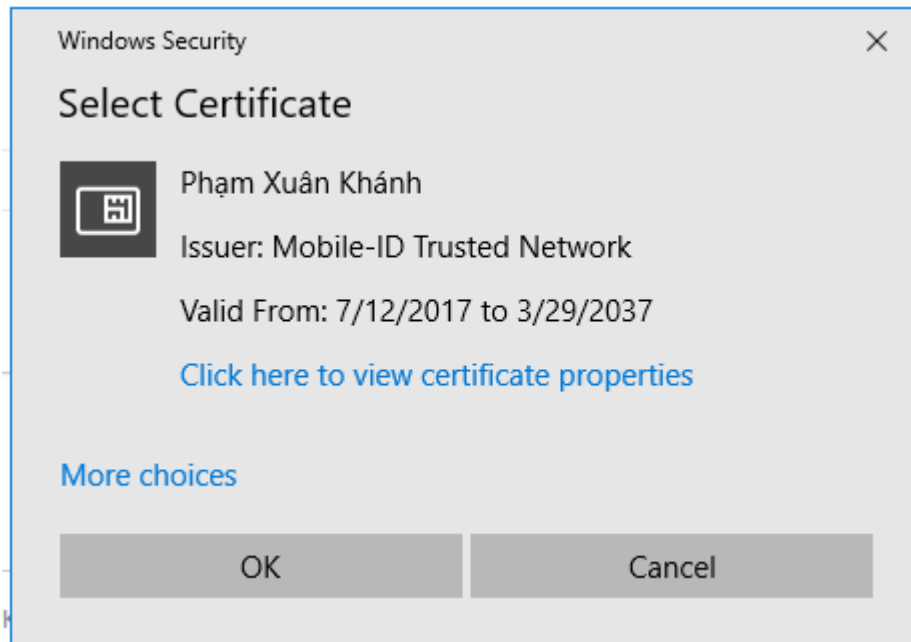 Windows Security
Select Certificate
Phạm Xuân Khánh
Issuer: Mobile-ID Trusted Network
Valid From: 7/12/2017 to 3/29/2037
Click here to view certificate properties
More choices
OK
Cancel